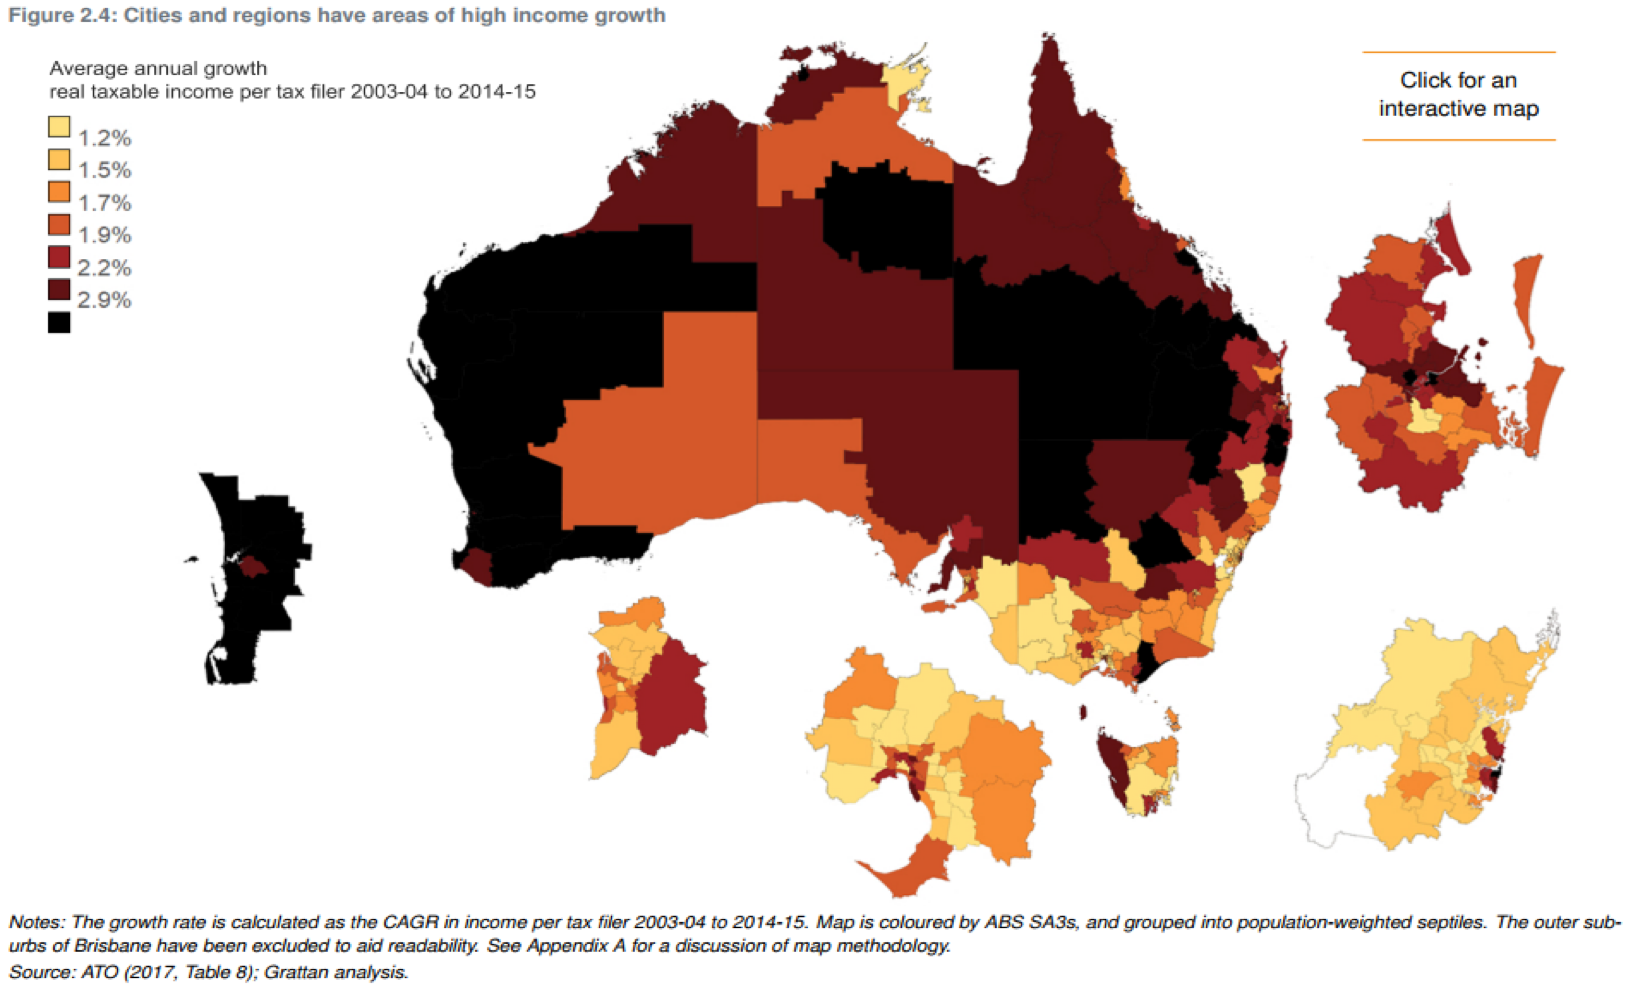 Figure 2.4: Cities and regions have areas of high income growth
Average annual growth
real taxable income per tax filer 2003-04 to 2014-15
1.2%
1.5%
1.7%
1.9%
2.2%
2.9%
Click for an
interactive map
Notes: The growth rate is calculated as the CAGR in income per tax filer 2003-04 to 2014-15. Map is coloured by ABS SA3s, and grouped into population-weighted septiles. The outer sub-
urbs of Brisbane have been excluded to aid readability. See Appendix A for a discussion of map methodology.
Source: ATO (2017, Table 8); Grattan analysis.